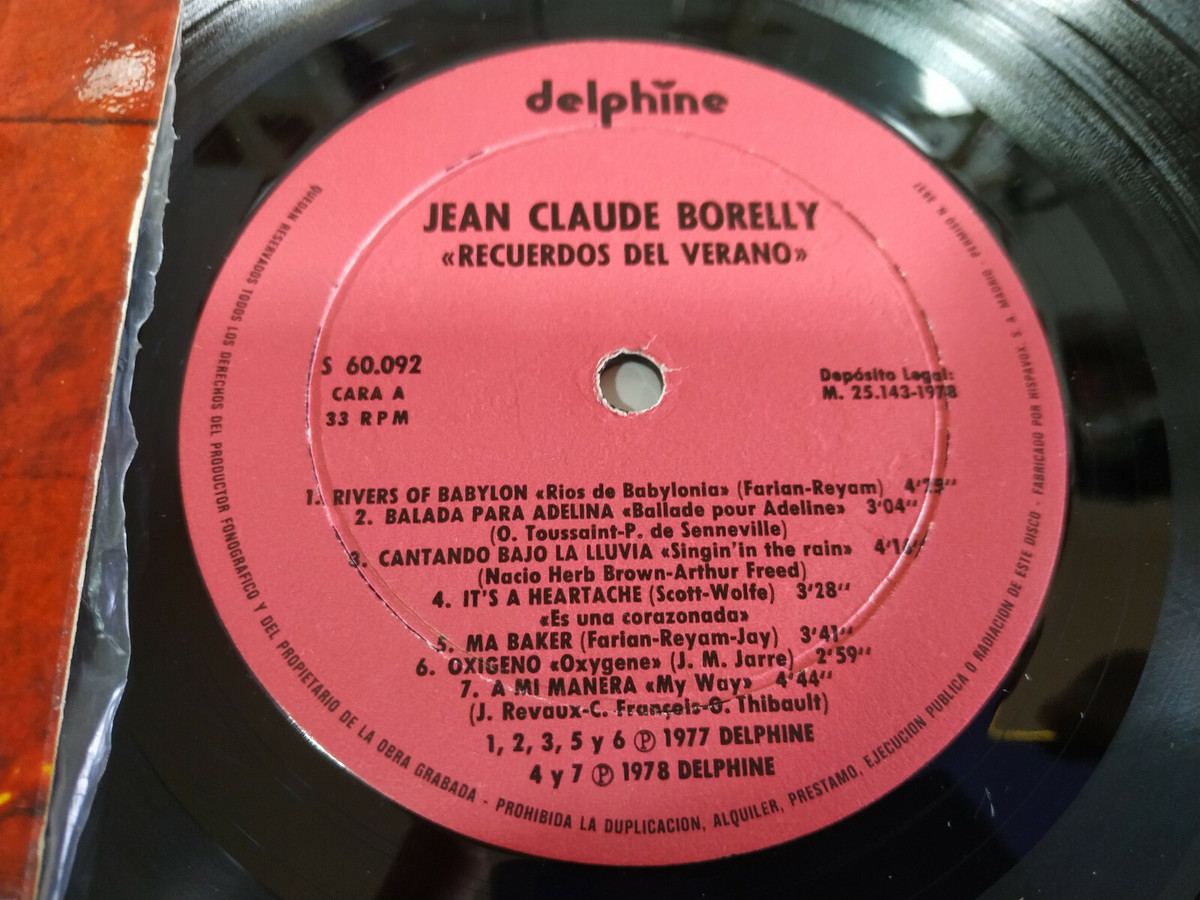 delphine
JEAN CLAUDE BORELLY
«RECUERDOS DEL VERANO»
S 60.092
CARA A
33 RPM
Depósito Legal:
M. 25.143-1978
1. RIVERS OF BABYLON «Rios de Babylonia» (Farian-Reyam)
2. BALADA PARA ADELINA «Ballade pour Adeline» 3'04''
(O. Toussaint-P. de Senneville)
3. CANTANDO BAJO LA LLUVIA «Singin'in the rain»
(Nacio Herb Brown-Arthur Freed)
4. IT'S A HEARTACHE (Scott-Wolfe) 3'28''
«Es una corazonada»
5. MA BAKER (Farian-Reyam-Jay) 3'41''
6. OXIGENO «Oxygene» (J. M. Jarre) 2'59''
7. A MI MANERA «My Way» 4'44''
(J. Revaux-C. François-G. Thibault)
1, 2, 3, 5 y 6 ℗ 1977 DELPHINE
4 y 7 ℗ 1978 DELPHINE
QUEDAN RESERVADOS TODOS LOS DERECHOS DEL PRODUCTOR FONOGRAFICO Y DEL PROPIETARIO DE LA OBRA GRABADA - PROHIBIDA LA DUPLICACION, ALQUILER, PRESTAMO, EJECUCION PUBLICA O RADIACION DE ESTE DISCO - FABRICADO POR HISPAVOX, S. A MADRID - PERMISO N